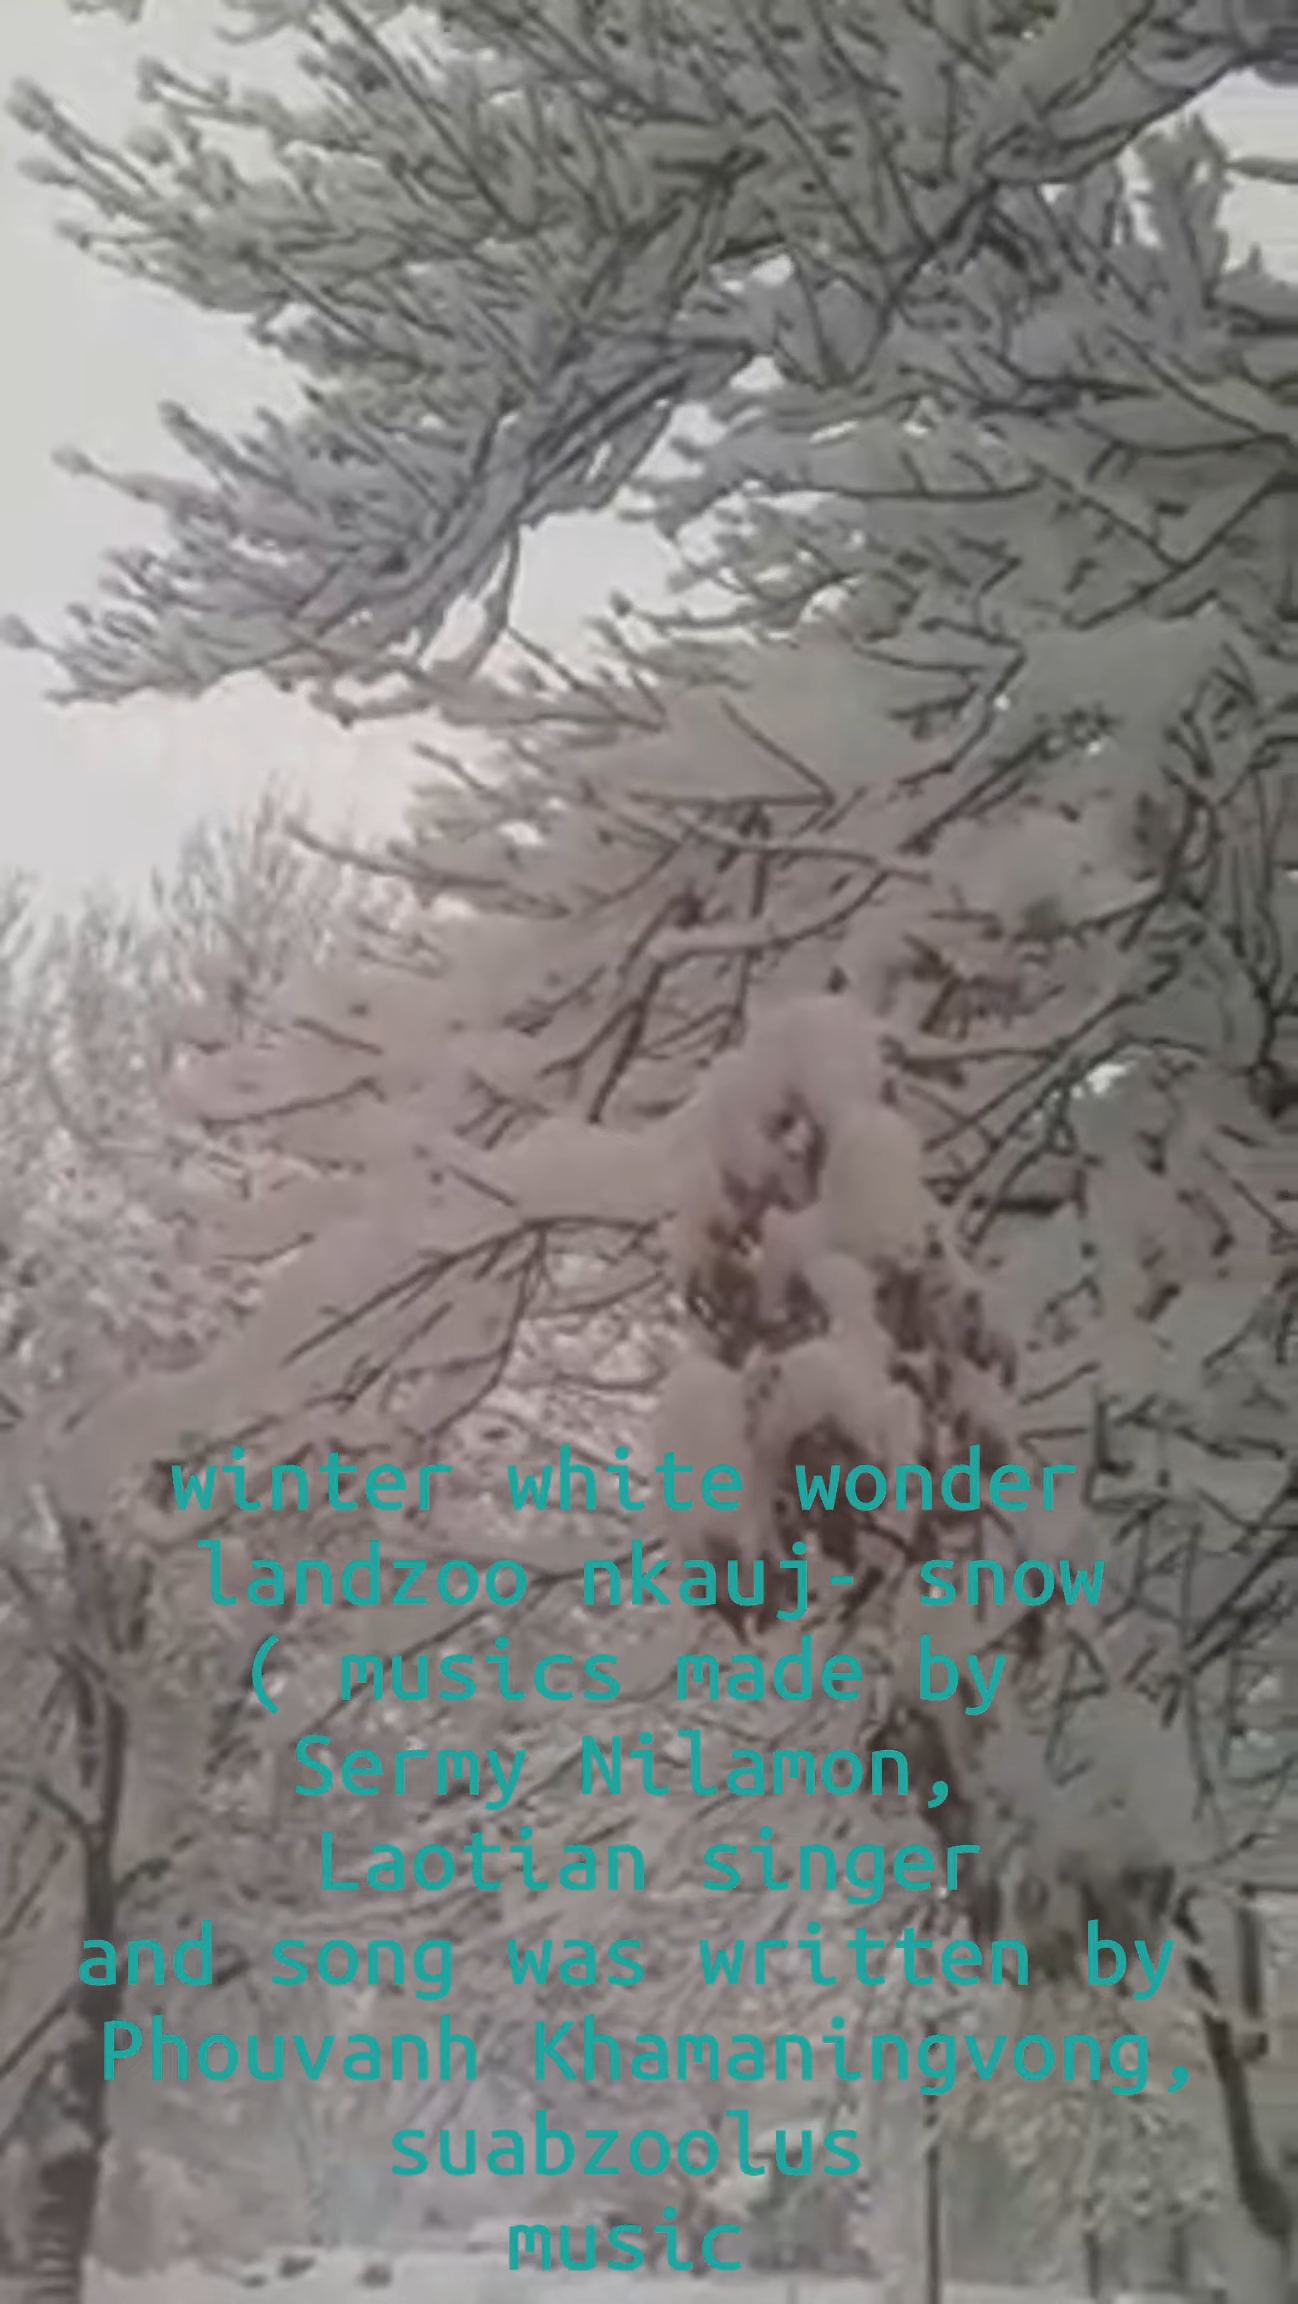 winter white wonder
landzoo nkauj- snow
( musics made by
Sermy Nilamon,
Laotian singer
and song was written by
Phouvanh Khamaningvong,
suabzoolus
music